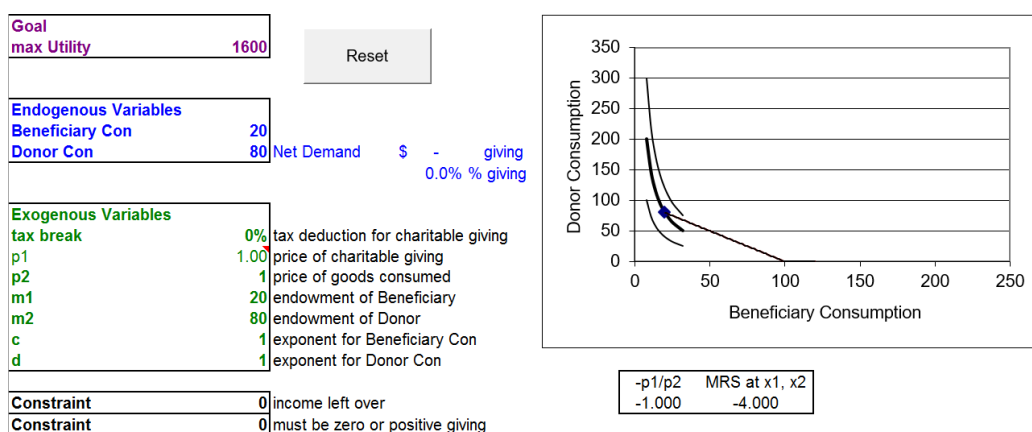 Goal
max Utility 1600
Reset
Endogenous Variables
Beneficiary Con 20
Donor Con 80 Net Demand $ - giving
0.0% % giving
Exogenous Variables
tax break 0% tax deduction for charitable giving
p1 1.00 price of charitable giving
p2 1 price of goods consumed
m1 20 endowment of Beneficiary
m2 80 endowment of Donor
c 1 exponent for Beneficiary Con
d 1 exponent for Donor Con
Constraint 0 income left over
Constraint 0 must be zero or positive giving
Donor Consumption
350
300
250
200
150
100
50
0
0 50 100 150 200 250
Beneficiary Consumption
-p1/p2 MRS at x1, x2
-1.000 -4.000